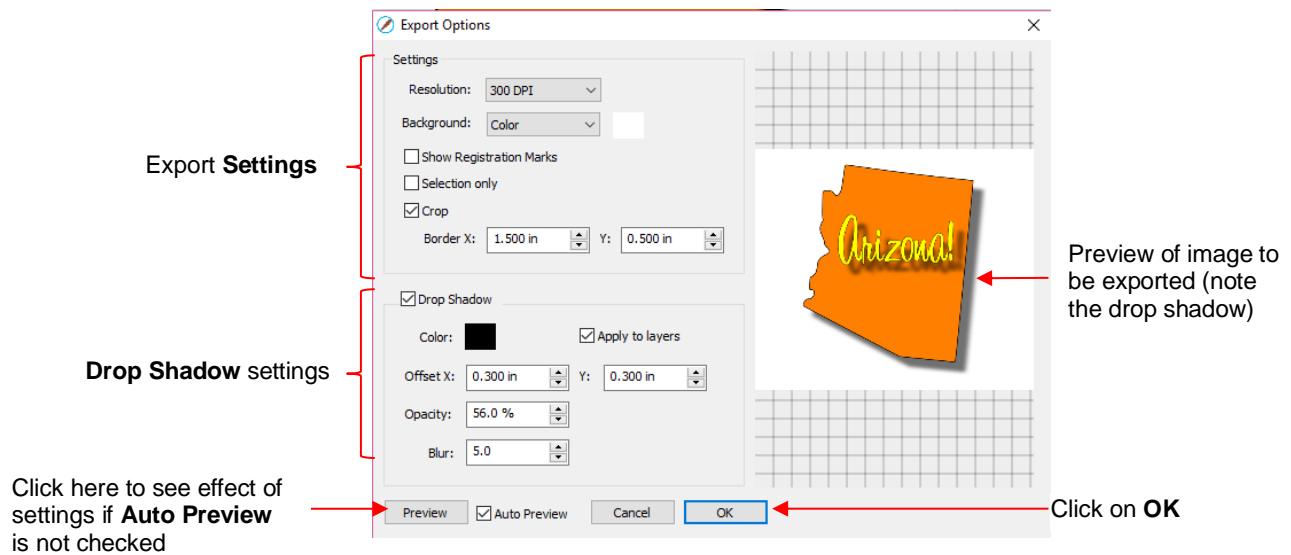 Export Options
Settings
Resolution: 300 DPI
Background: Color
Show Registration Marks
Selection only
Crop
Border X: 1.500 in Y: 0.500 in
Export Settings
Arizona!
Preview of image to
be exported (note
the drop shadow)
Drop Shadow
Color: Apply to layers
Offset X: 0.300 in Y: 0.300 in
Opacity: 56.0 %
Blur: 5.0
Drop Shadow settings
Click here to see effect of
settings if Auto Preview
is not checked
Preview Auto Preview Cancel OK
Click on OK